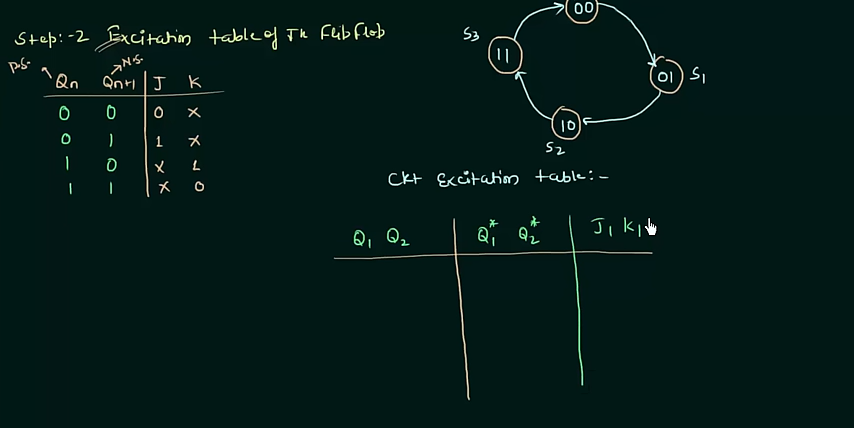 Step:-2 Excitation table of JK FlipFlop
P.S. N.S.
Qn Qn+1 J K
0 0 0 x
0 1 1 x
1 0 x 1
1 1 x 0
00
S3 11
01 S1
10
S2
Ckt Excitation table:-
Q1 Q2 Q1* Q2* J1 K1